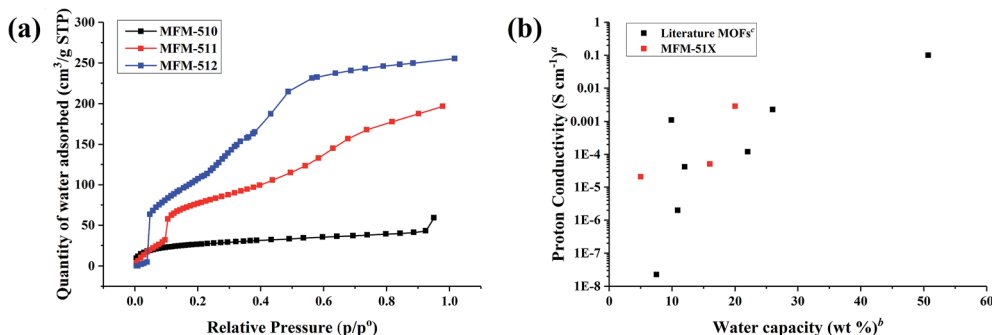 (a)
MFM-510
MFM-511
MFM-512
Quantity of water adsorbed (cm³/g STP)
300
250
200
150
100
50
0
0.0 0.2 0.4 0.6 0.8 1.0
Relative Pressure (p/pº)
(b)
Literature MOFsᶜ
MFM-51X
Proton Conductivity (S cm⁻¹)ᵃ
1
0.1
0.001
1E-4
1E-5
1E-6
1E-7
1E-8
0 10 20 30 40 50 60
Water capacity (wt %)ᵇ